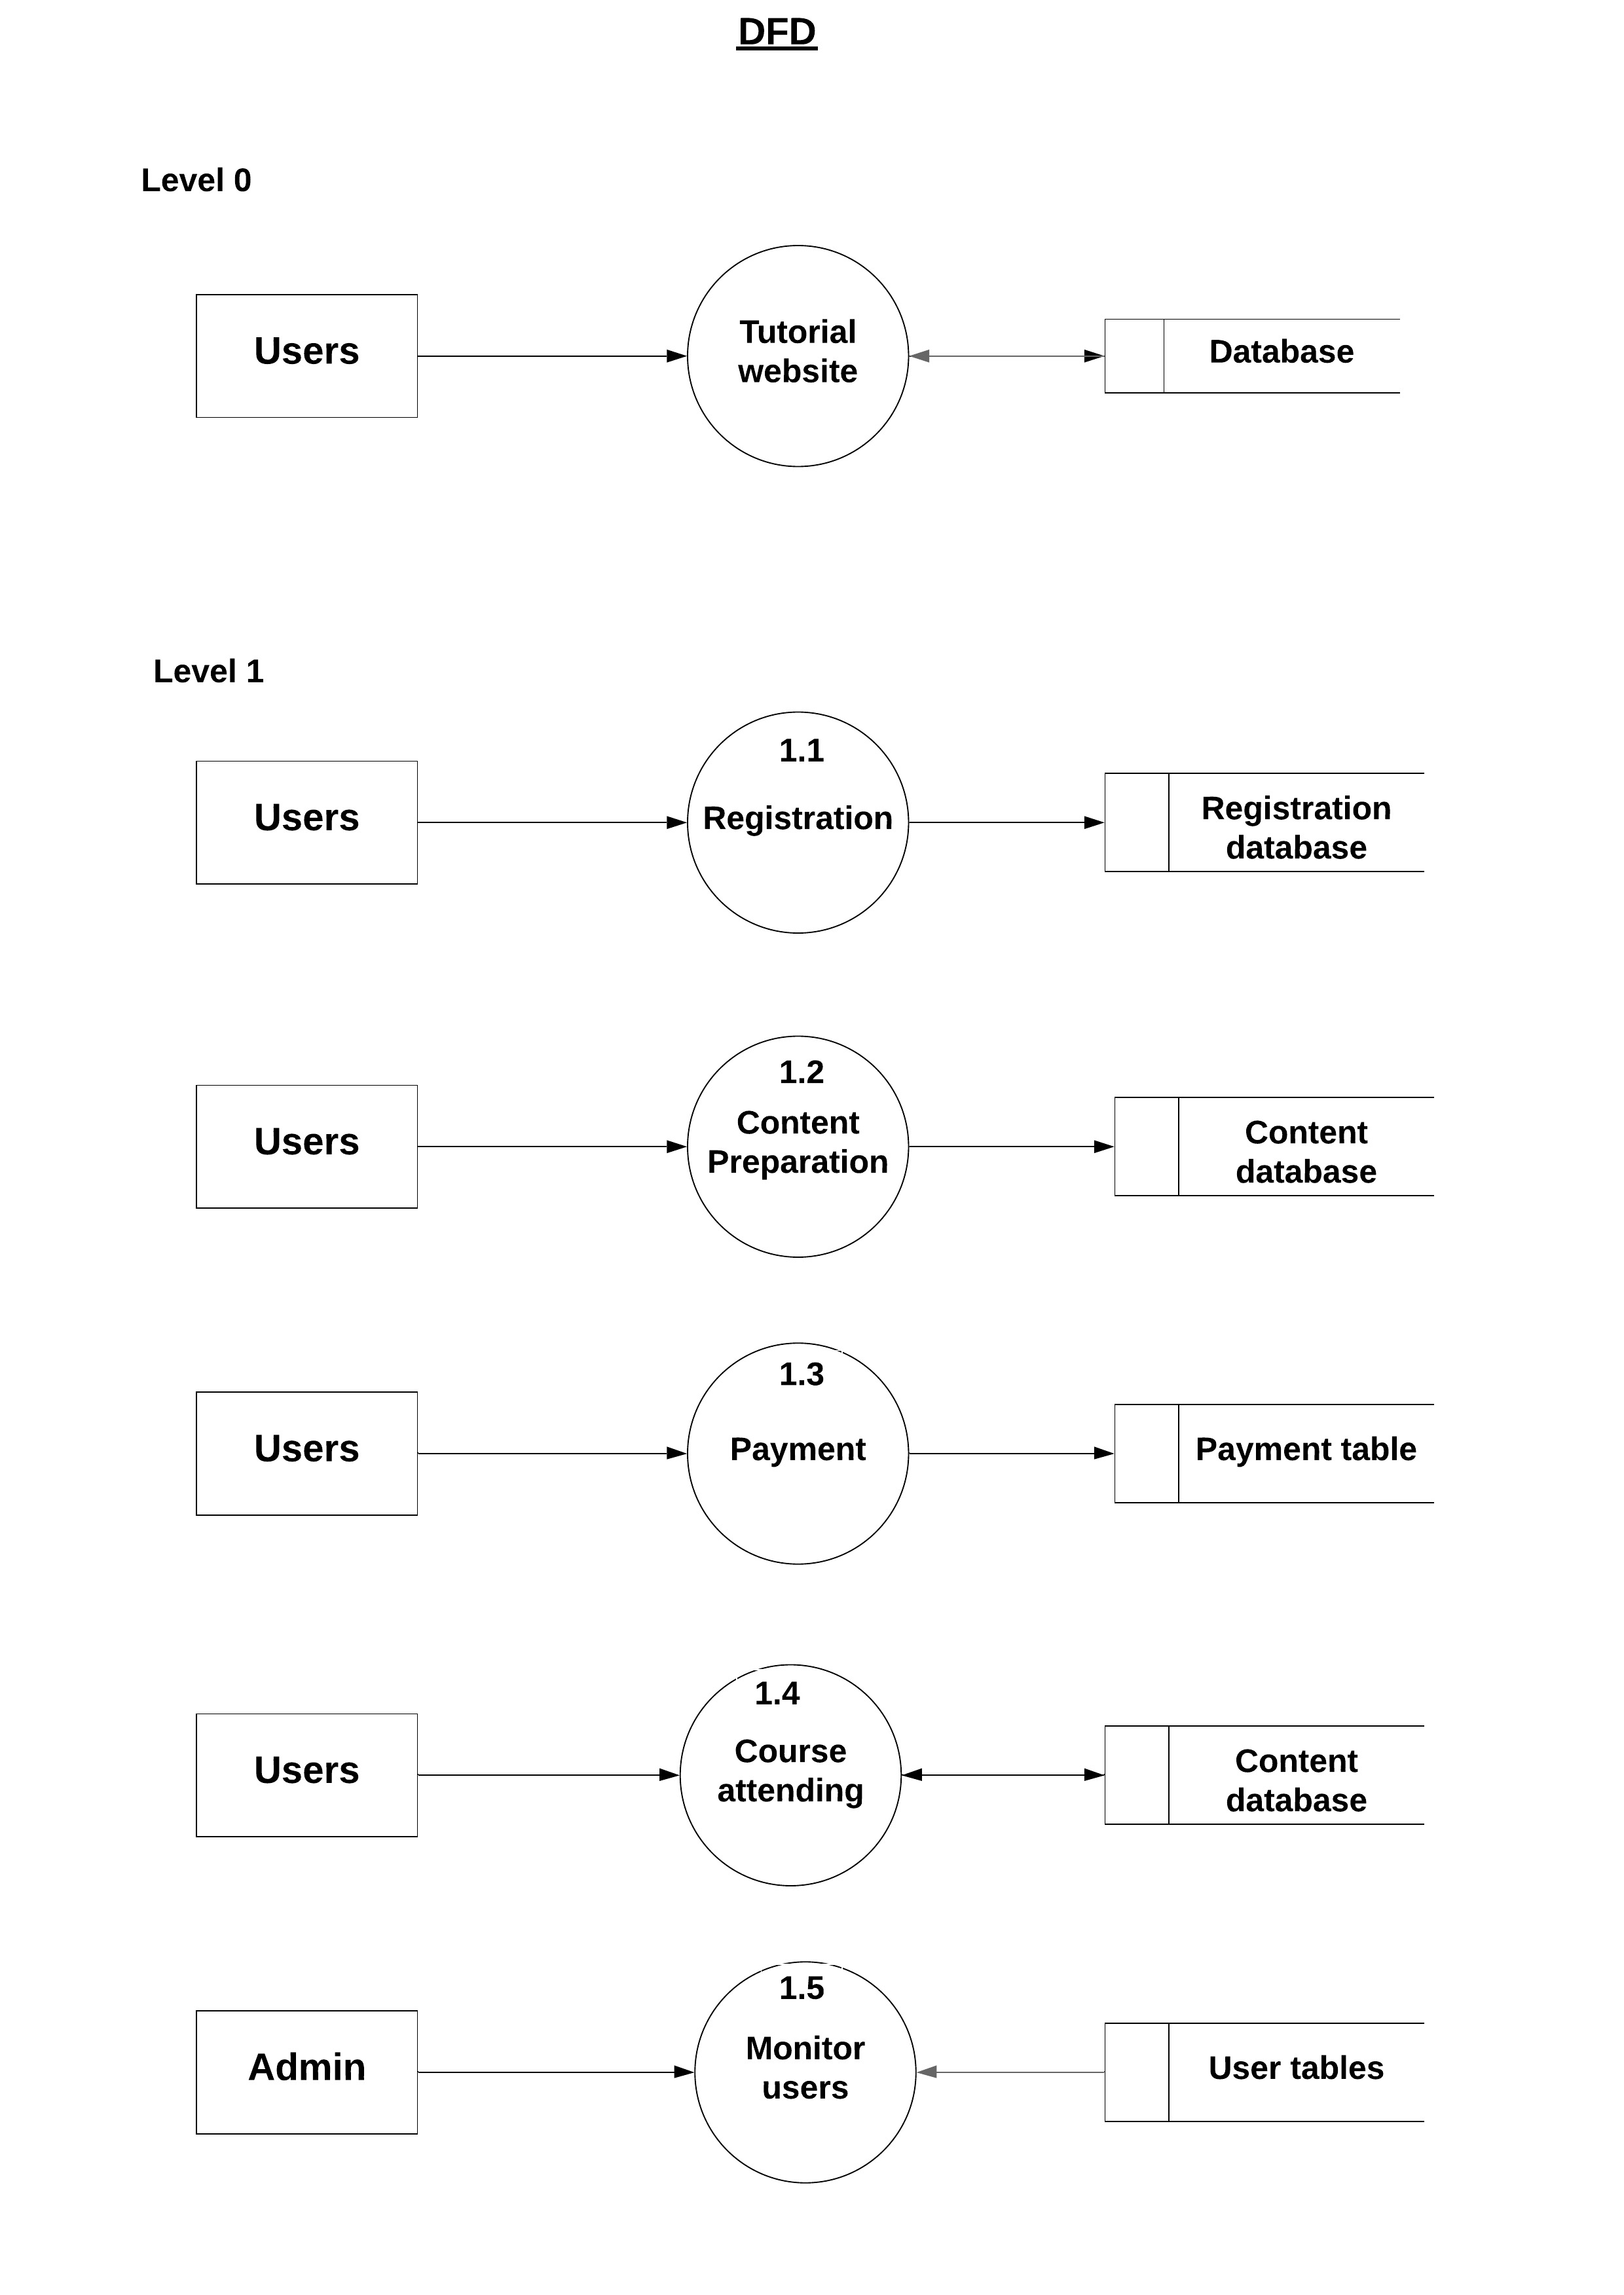 DFD
Level 0
Users
Tutorial
website
Database
Level 1
Users
1.1
Registration
Registration
database
Users
1.2
Content
Preparation
Content
database
Users
1.3
Payment
Payment table
Users
1.4
Course
attending
Content
database
Admin
1.5
Monitor
users
User tables